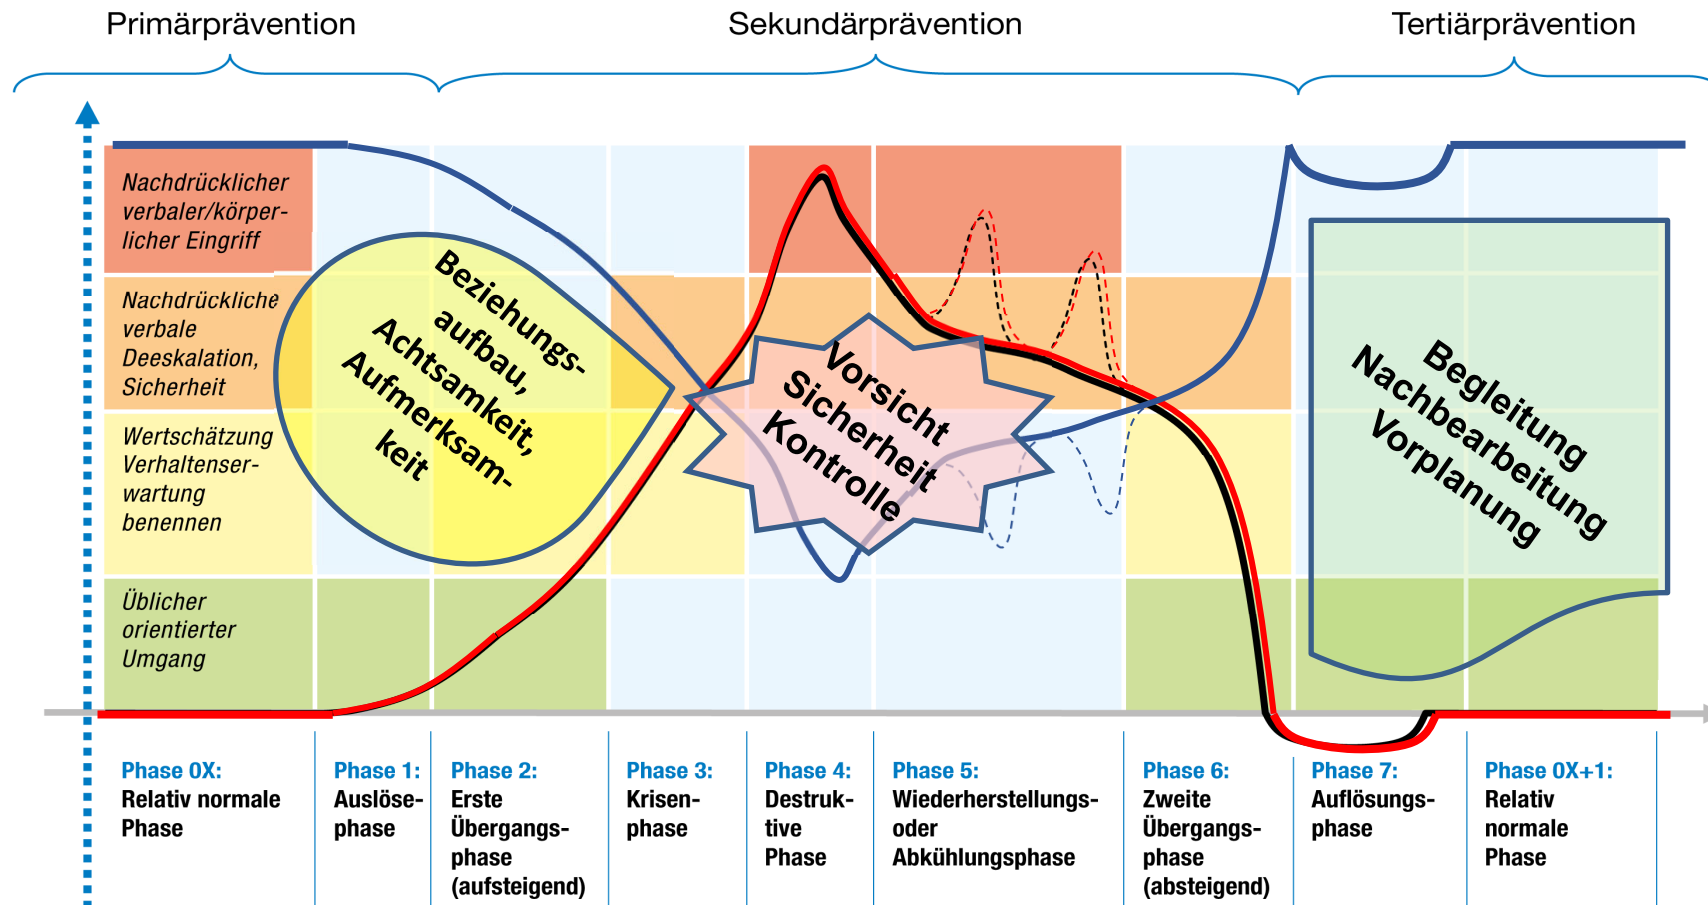 Primärprävention
Sekundärprävention
Tertiärprävention
Nachdrücklicher
verbaler/körper-
licher Eingriff
Nachdrückliche
verbale
Deeskalation,
Sicherheit
Wertschätzung
Verhaltenser-
wartung
benennen
Üblicher
orientierter
Umgang
Beziehungs-
aufbau,
Achtsamkeit,
Aufmerksam-
keit
Vorsicht
Sicherheit
Kontrolle
Begleitung
Nachbearbeitung
Vorplanung
Phase 0X:
Relativ normale
Phase
Phase 1:
Auslöse-
phase
Phase 2:
Erste
Übergangs-
phase
(aufsteigend)
Phase 3:
Krisen-
phase
Phase 4:
Destruk-
tive
Phase
Phase 5:
Wiederherstellungs-
oder
Abkühlungsphase
Phase 6:
Zweite
Übergangs-
phase
(absteigend)
Phase 7:
Auflösungs-
phase
Phase 0X+1:
Relativ
normale
Phase